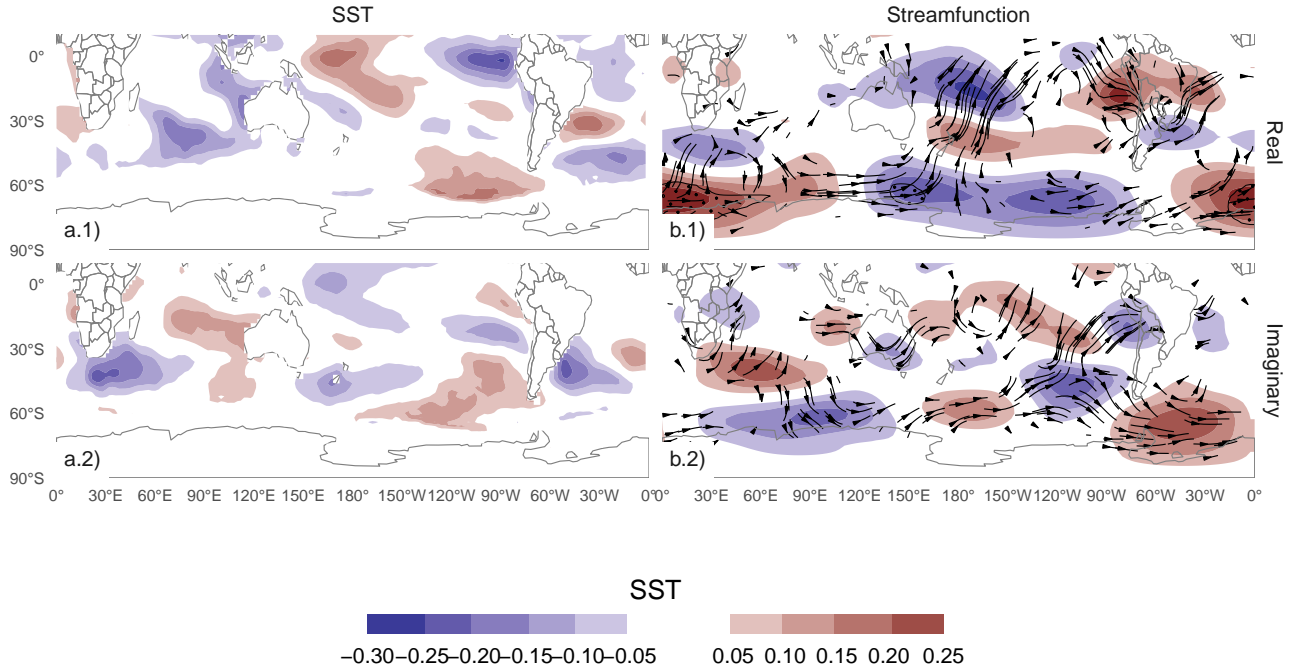 SST Streamfunction
0°
30°S
60°S
90°S
a.1) b.1)
Real
0°
30°S
60°S
90°S
a.2) b.2)
Imaginary
0° 30°E 60°E 90°E 120°E 150°E 180° 150°W 120°W 90°W 60°W 30°W 0°0° 30°E 60°E 90°E 120°E 150°E 180° 150°W 120°W 90°W 60°W 30°W 0°
SST
−0.30 −0.25 −0.20 −0.15 −0.10 −0.05 0.05 0.10 0.15 0.20 0.25